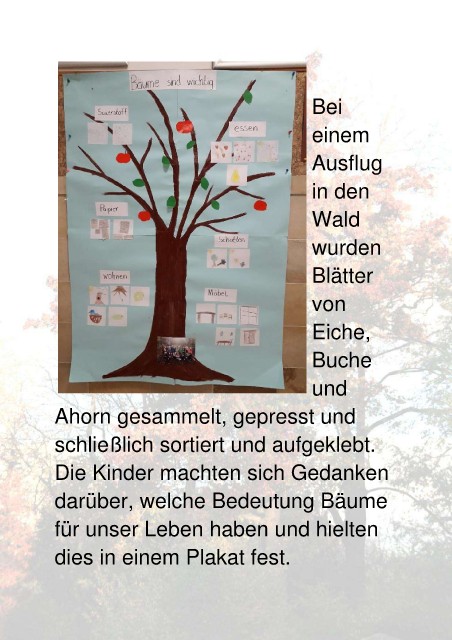 Bäume sind wichtig
Sauerstoff
essen
Papier
Schatten
wohnen
Möbel
Bei
einem
Ausflug
in den
Wald
wurden
Blätter
von
Eiche,
Buche
und
Ahorn gesammelt, gepresst und
schließlich sortiert und aufgeklebt.
Die Kinder machten sich Gedanken
darüber, welche Bedeutung Bäume
für unser Leben haben und hielten
dies in einem Plakat fest.